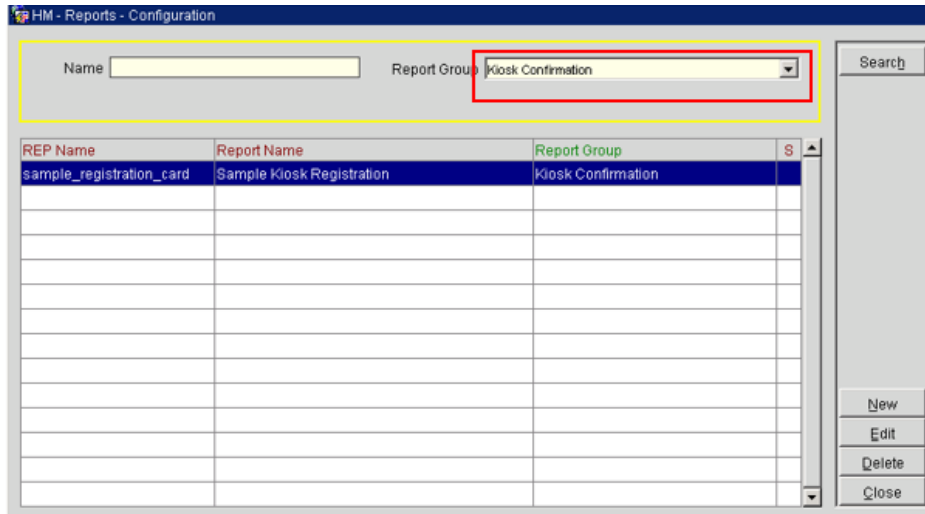 HM - Reports - Configuration
Name Report Group Kiosk Confirmation Search
REP Name Report Name Report Group S
sample_registration_card Sample Kiosk Registration Kiosk Confirmation
New
Edit
Delete
Close